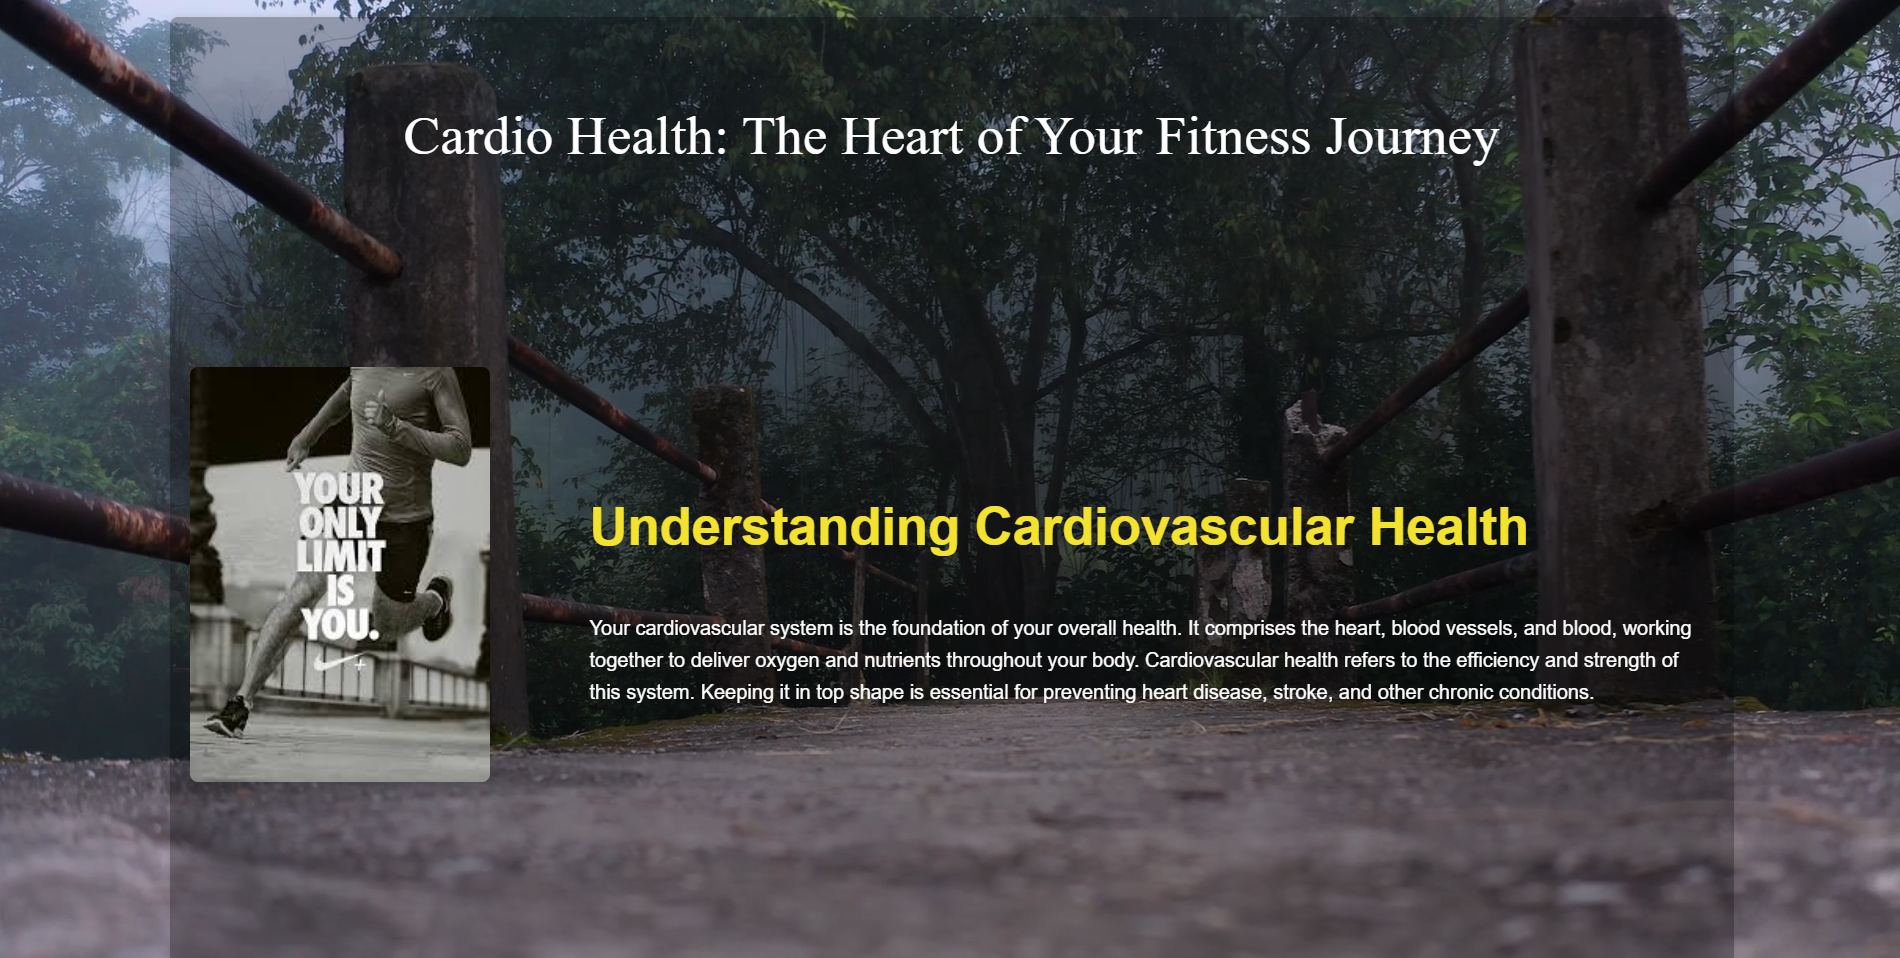 Cardio Health: The Heart of Your Fitness Journey
YOUR
ONLY
LIMIT
IS
YOU.
Understanding Cardiovascular Health
Your cardiovascular system is the foundation of your overall health. It comprises the heart, blood vessels, and blood, working
together to deliver oxygen and nutrients throughout your body. Cardiovascular health refers to the efficiency and strength of
this system. Keeping it in top shape is essential for preventing heart disease, stroke, and other chronic conditions.